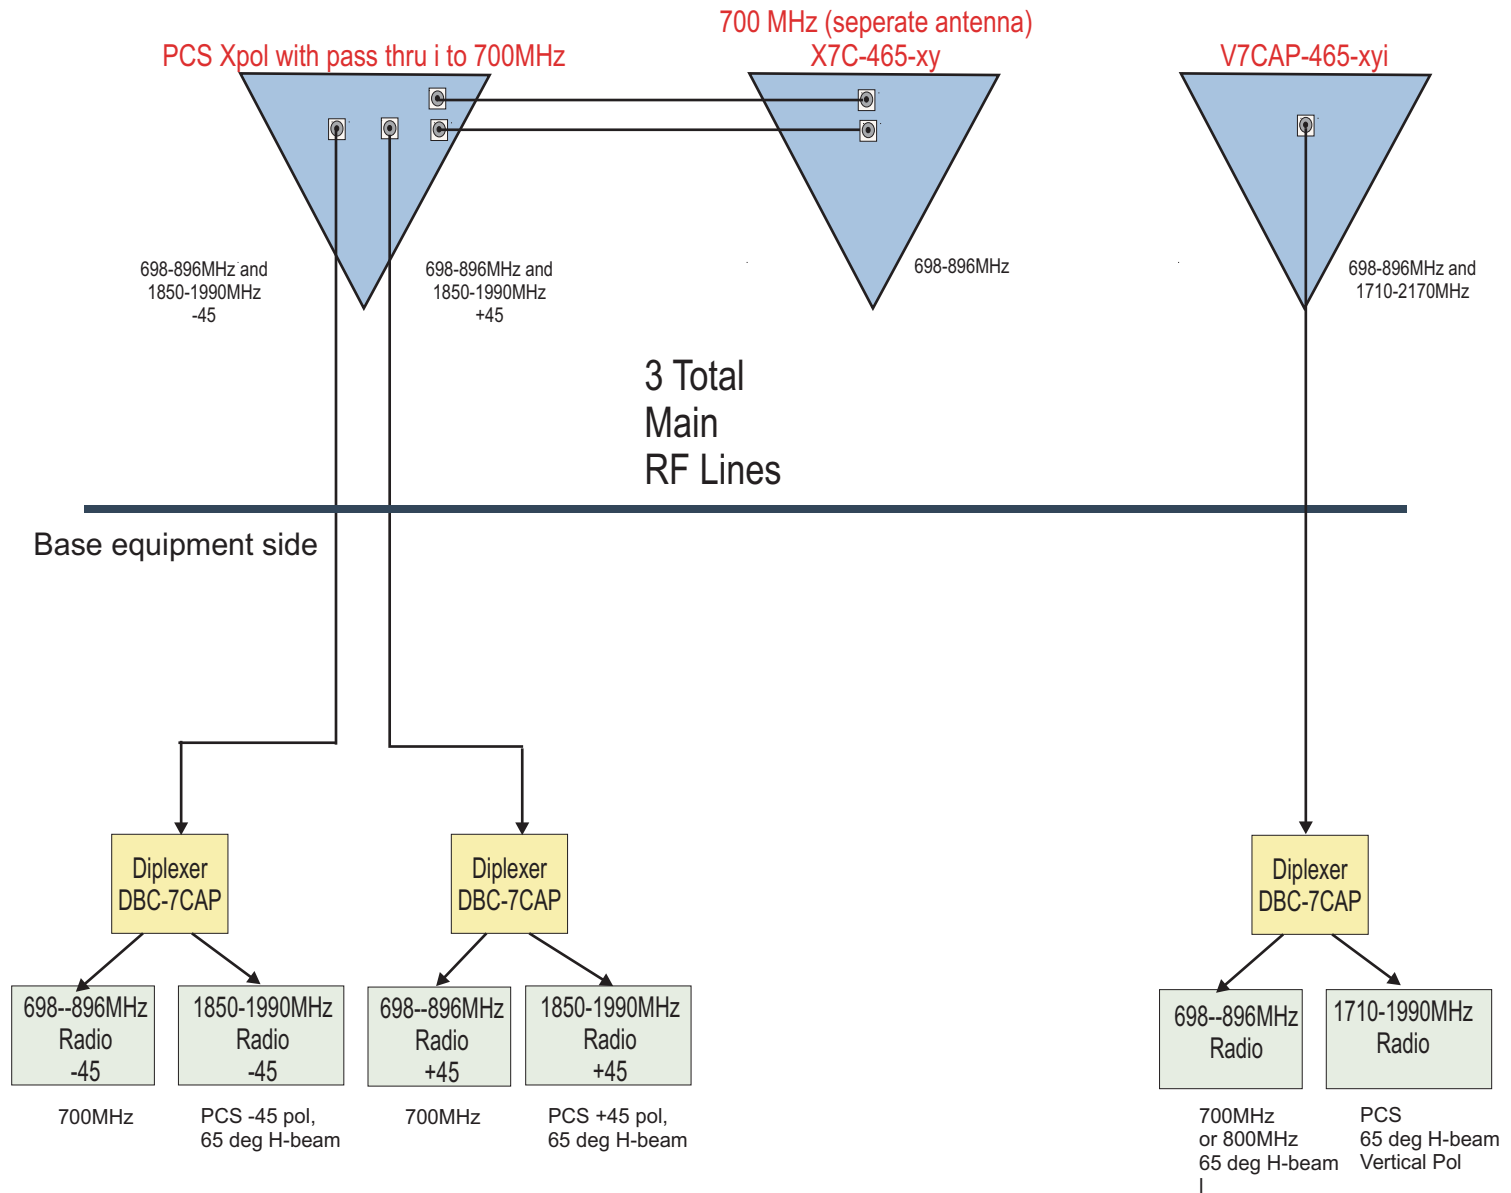 PCS Xpol with pass thru i to 700MHz
700 MHz (seperate antenna)
X7C-465-xy
V7CAP-465-xyi
698-896MHz and
1850-1990MHz
-45
698-896MHz and
1850-1990MHz
+45
698-896MHz
698-896MHz and
1710-2170MHz
3 Total
Main
RF Lines
Base equipment side
Diplexer
DBC-7CAP
Diplexer
DBC-7CAP
Diplexer
DBC-7CAP
698--896MHz
Radio
-45
1850-1990MHz
Radio
-45
698--896MHz
Radio
+45
1850-1990MHz
Radio
+45
698--896MHz
Radio
1710-1990MHz
Radio
700MHz
PCS -45 pol,
65 deg H-beam
700MHz
PCS +45 pol,
65 deg H-beam
700MHz
or 800MHz
65 deg H-beam
l
PCS
65 deg H-beam
Vertical Pol